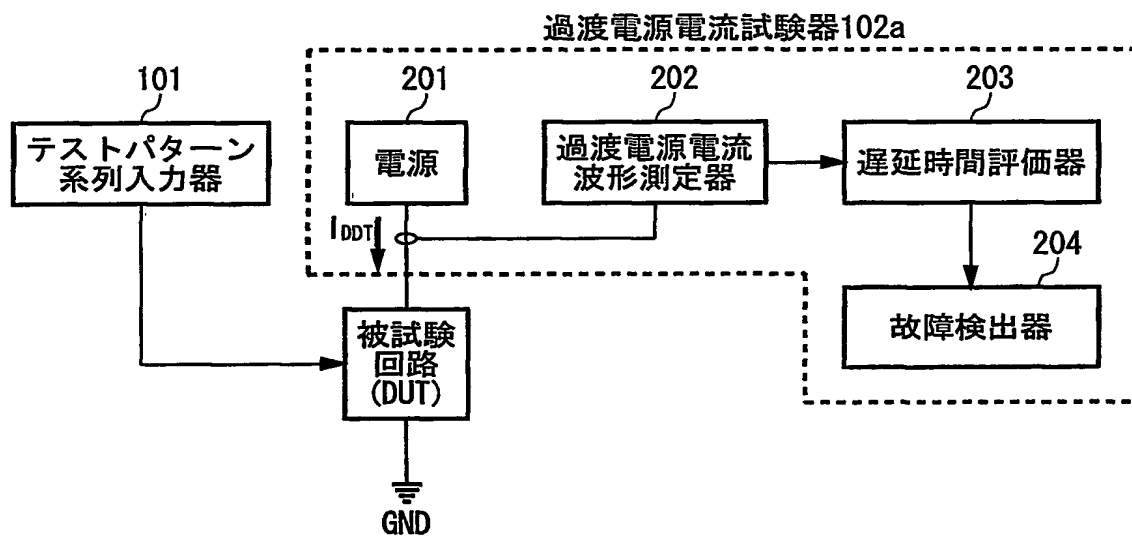 過渡電源電流試験器102a
101
テストパターン
系列入力器
201
電源
202
過渡電源電流
波形測定器
203
遅延時間評価器
IDDT
204
故障検出器
被試験
回路
(DUT)
GND